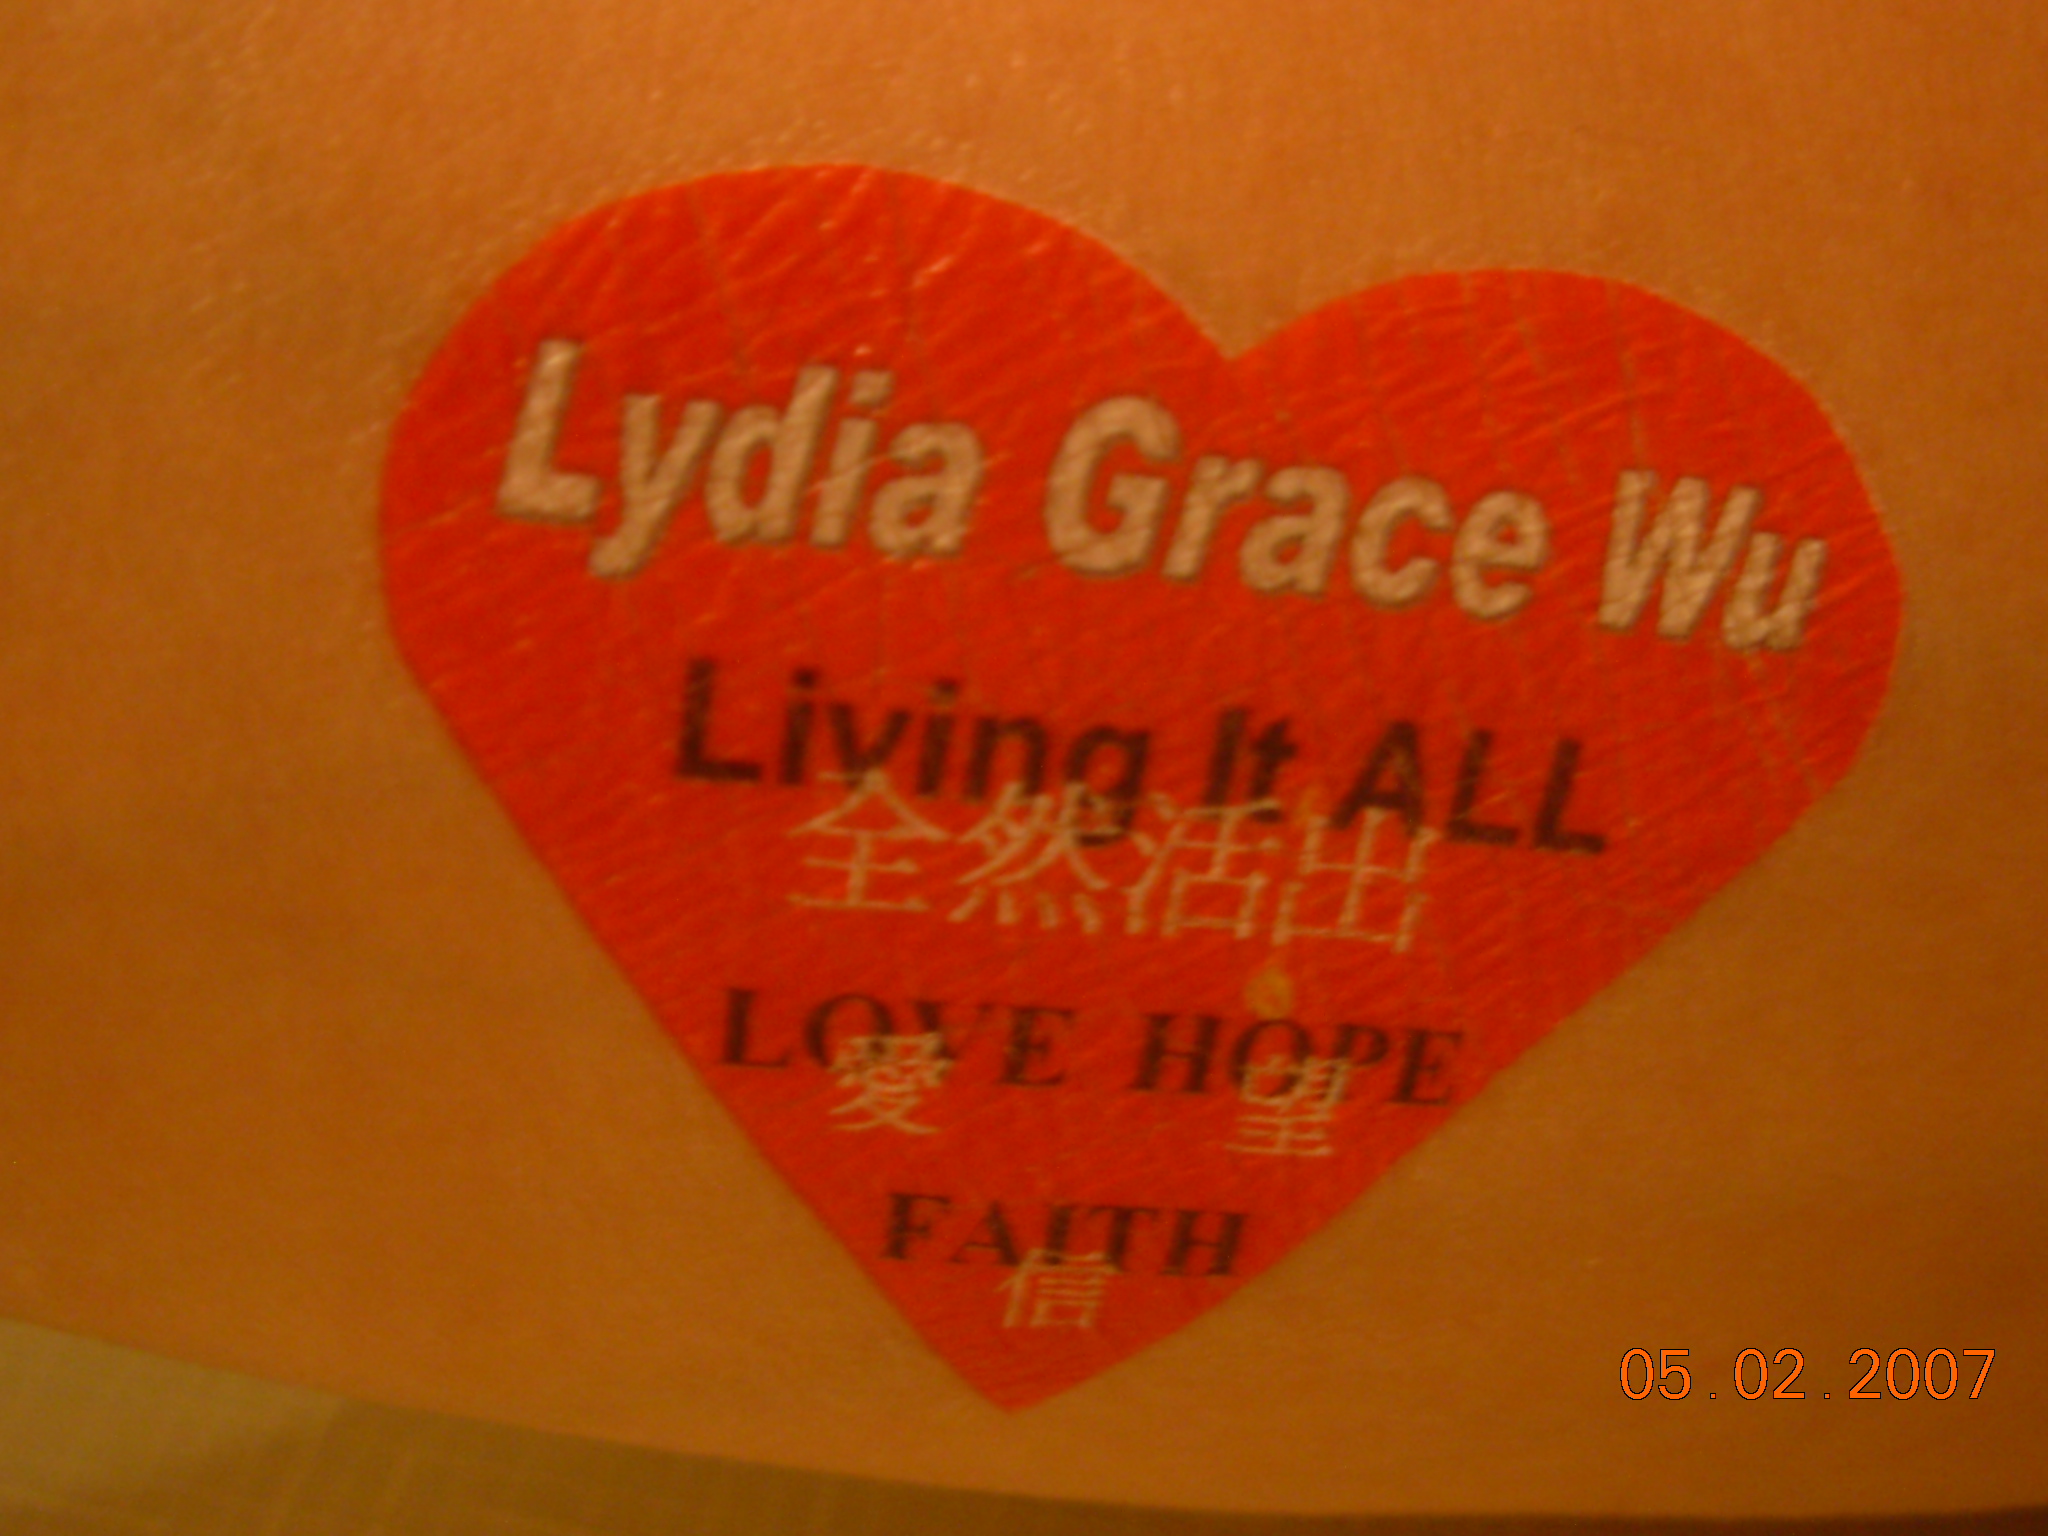 Lydia Grace Wu
Living It ALL
全然活出
LOVE HOPE
愛 望
FAITH
信
05.02.2007